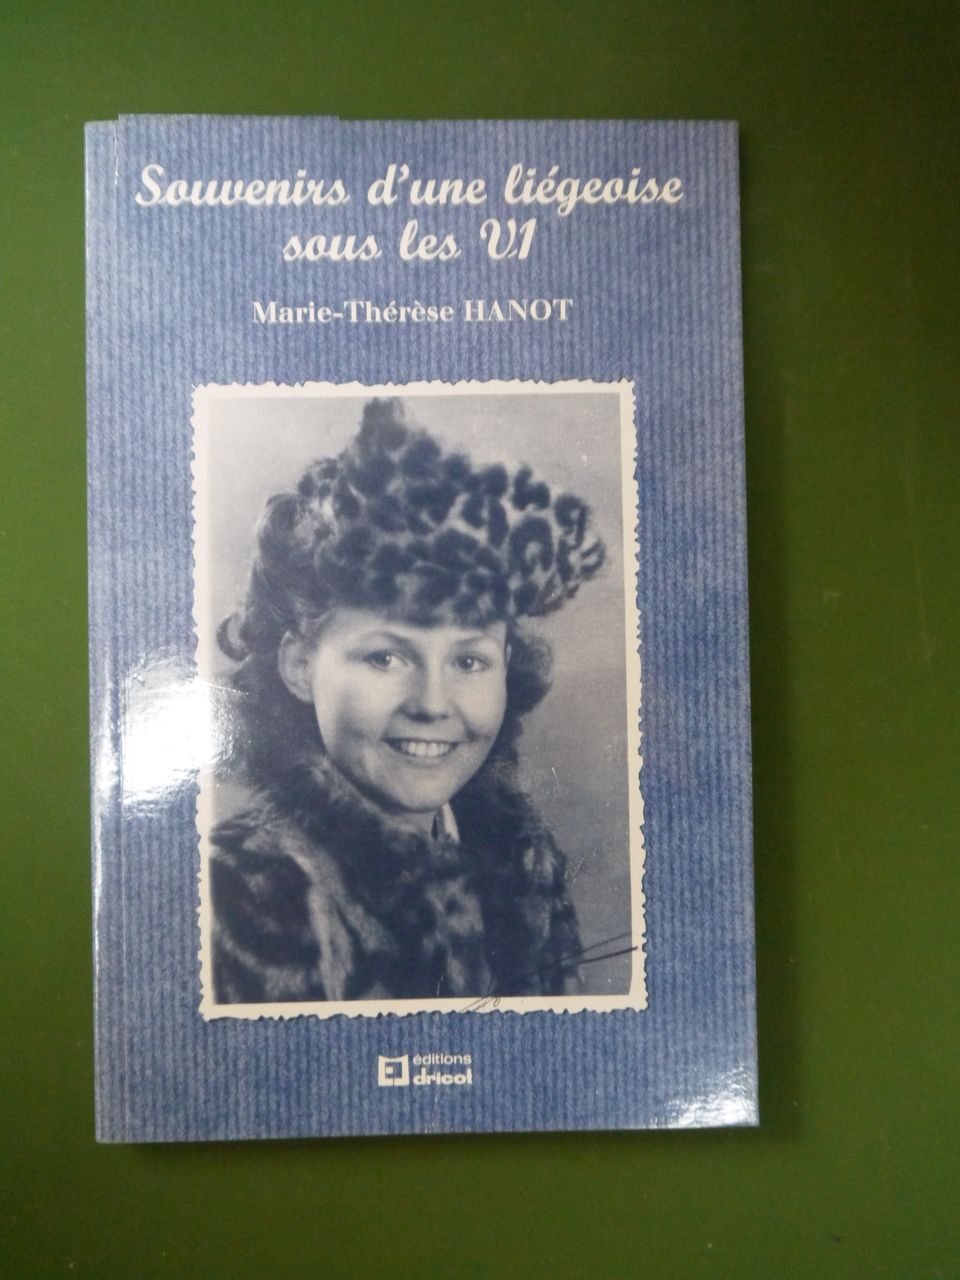 Souvenirs d'une liégeoise
sous les V1
Marie-Thérèse HANOT
éditions
dricot